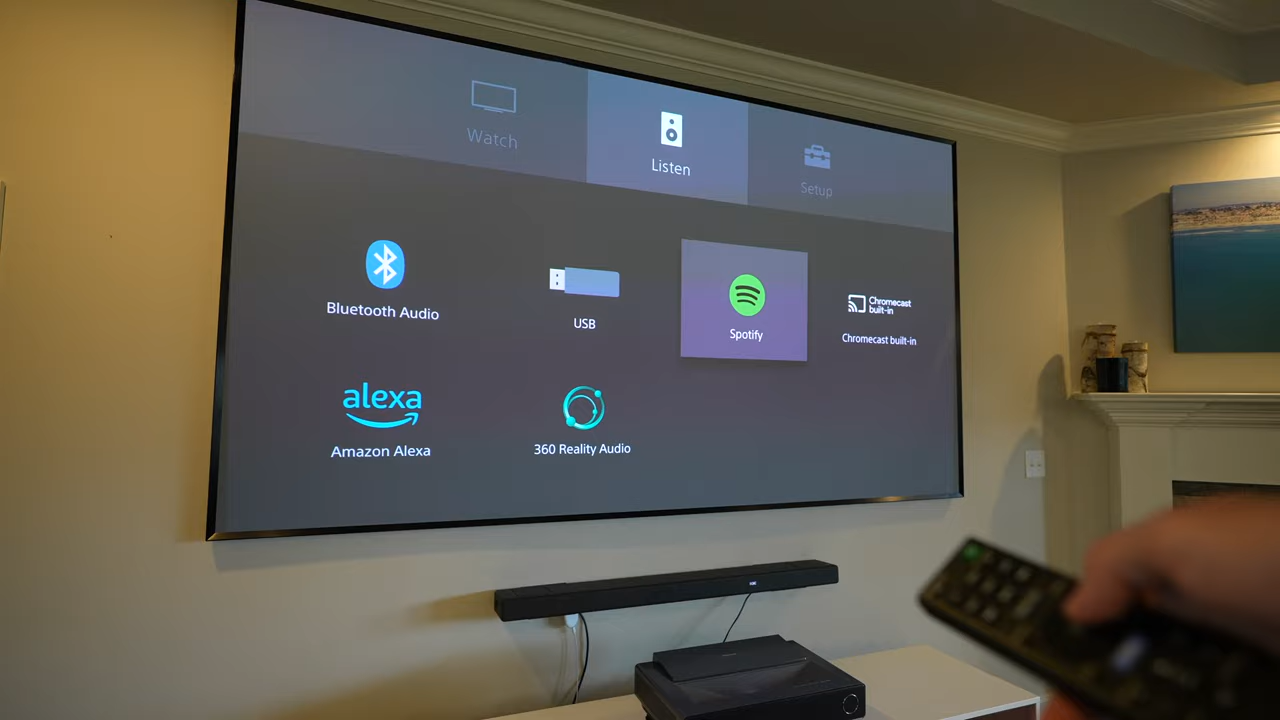 Watch
Listen
Setup
Bluetooth Audio
USB
Spotify
Chromecast
built-in
Chromecast built-in
alexa
Amazon Alexa
360 Reality Audio